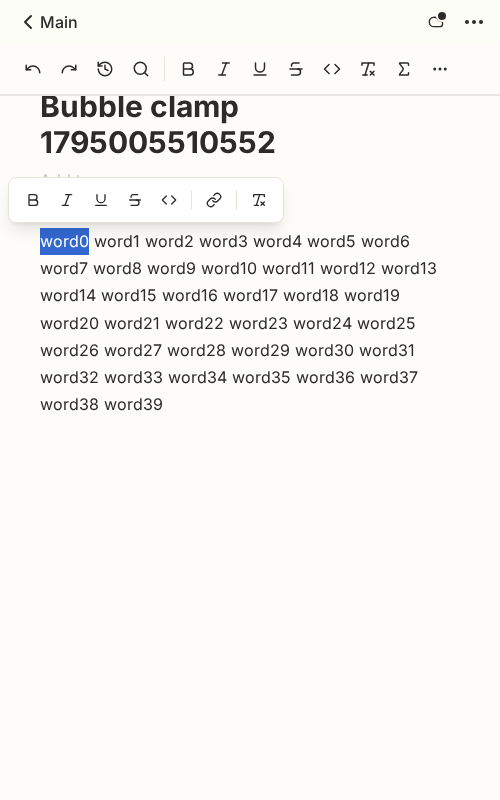 Main
Bubble clamp
1795005510552
word0 word1 word2 word3 word4 word5 word6
word7 word8 word9 word10 word11 word12 word13
word14 word15 word16 word17 word18 word19
word20 word21 word22 word23 word24 word25
word26 word27 word28 word29 word30 word31
word32 word33 word34 word35 word36 word37
word38 word39